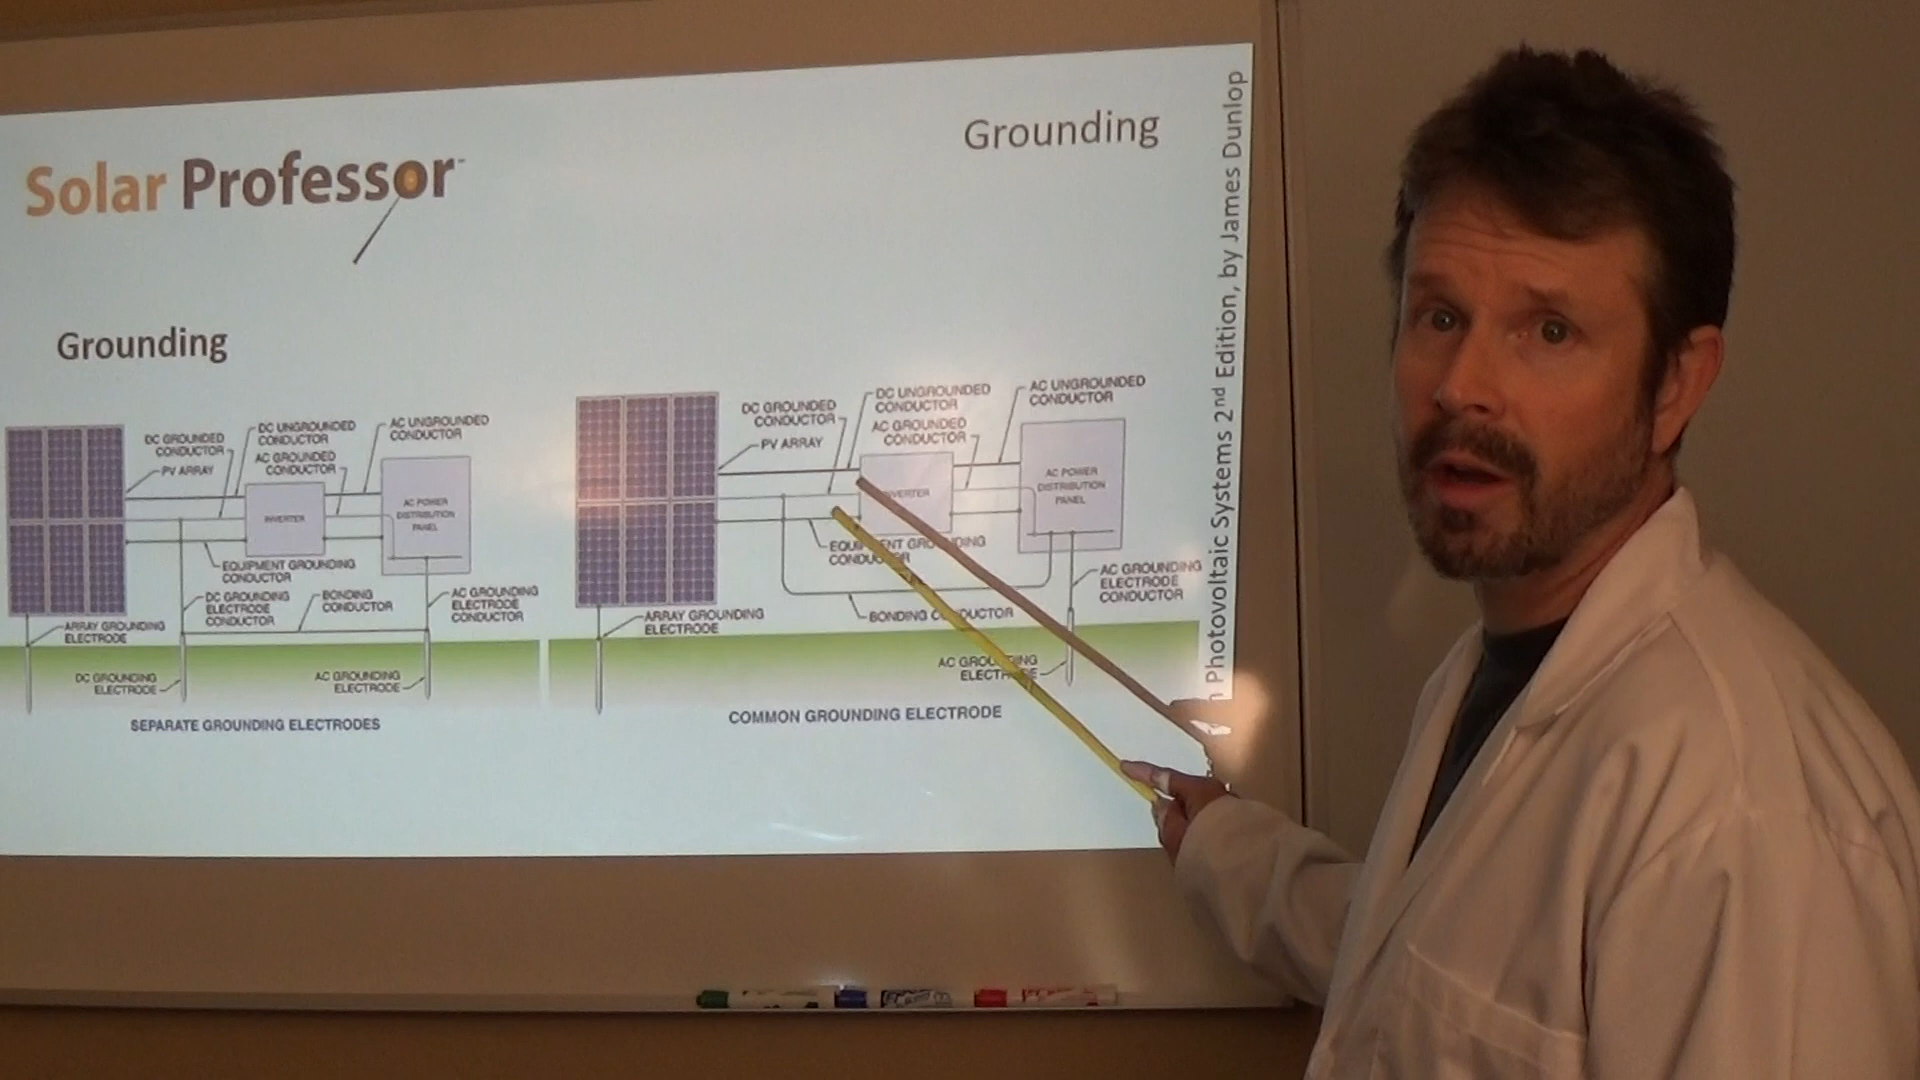 Solar Professor
Grounding
Grounding
DC GROUNDED
CONDUCTOR
PV ARRAY
DC UNGROUNDED
CONDUCTOR
AC GROUNDED
CONDUCTOR
AC UNGROUNDED
CONDUCTOR
INVERTER
AC POWER
DISTRIBUTION
PANEL
EQUIPMENT GROUNDING
CONDUCTOR
DC GROUNDING
ELECTRODE
CONDUCTOR
BONDING
CONDUCTOR
AC GROUNDING
ELECTRODE
CONDUCTOR
ARRAY GROUNDING
ELECTRODE
DC GROUNDING
ELECTRODE
AC GROUNDING
ELECTRODE
SEPARATE GROUNDING ELECTRODES
DC GROUNDED
CONDUCTOR
PV ARRAY
DC UNGROUNDED
CONDUCTOR
AC GROUNDED
CONDUCTOR
AC UNGROUNDED
CONDUCTOR
AC POWER
DISTRIBUTION
PANEL
GROUNDING
ARRAY GROUNDING
ELECTRODE
BONDING
AC GROUNDING
ELECTRODE
CONDUCTOR
AC
COMMON GROUNDING ELECTRODE
Photovoltaic Systems 2nd Edition, by James Dunlop